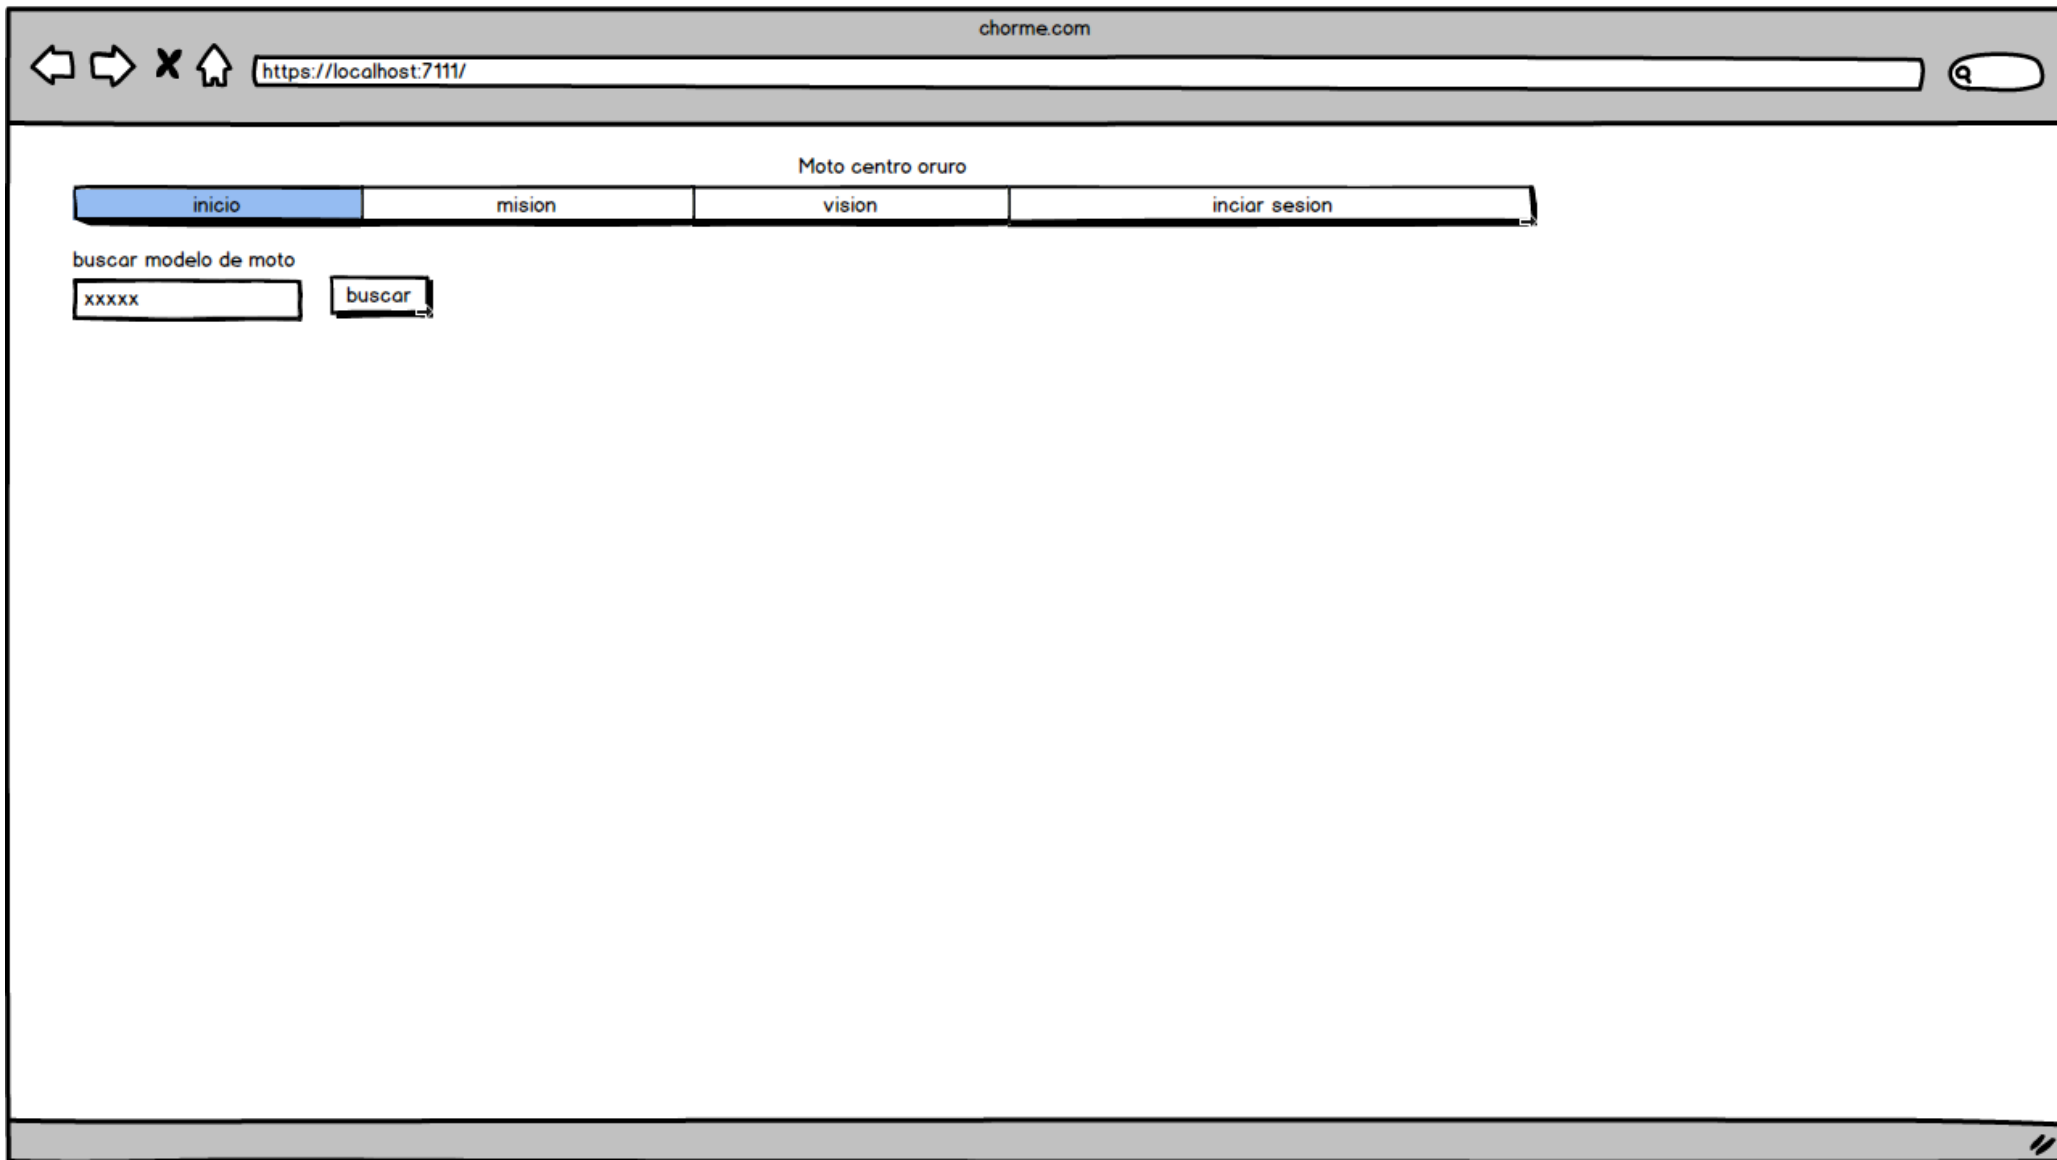 chorme.com
https://localhost:7111/
Moto centro oruro
inicio mision vision inciar sesion
buscar modelo de moto
xxxxx buscar